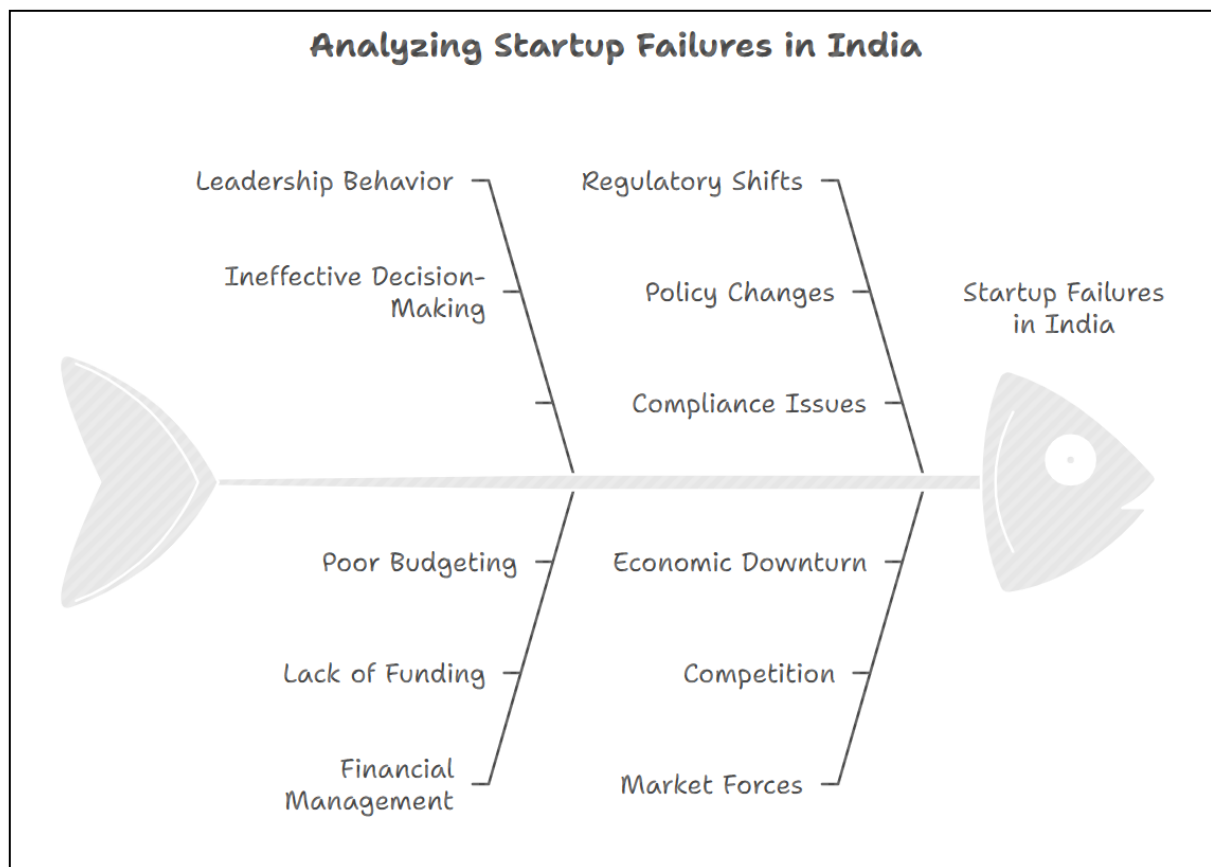 Analyzing Startup Failures in India
Leadership Behavior
Ineffective Decision-
Making
Regulatory Shifts
Policy Changes
Compliance Issues
Startup Failures
in India
Poor Budgeting
Lack of Funding
Financial
Management
Economic Downturn
Competition
Market Forces